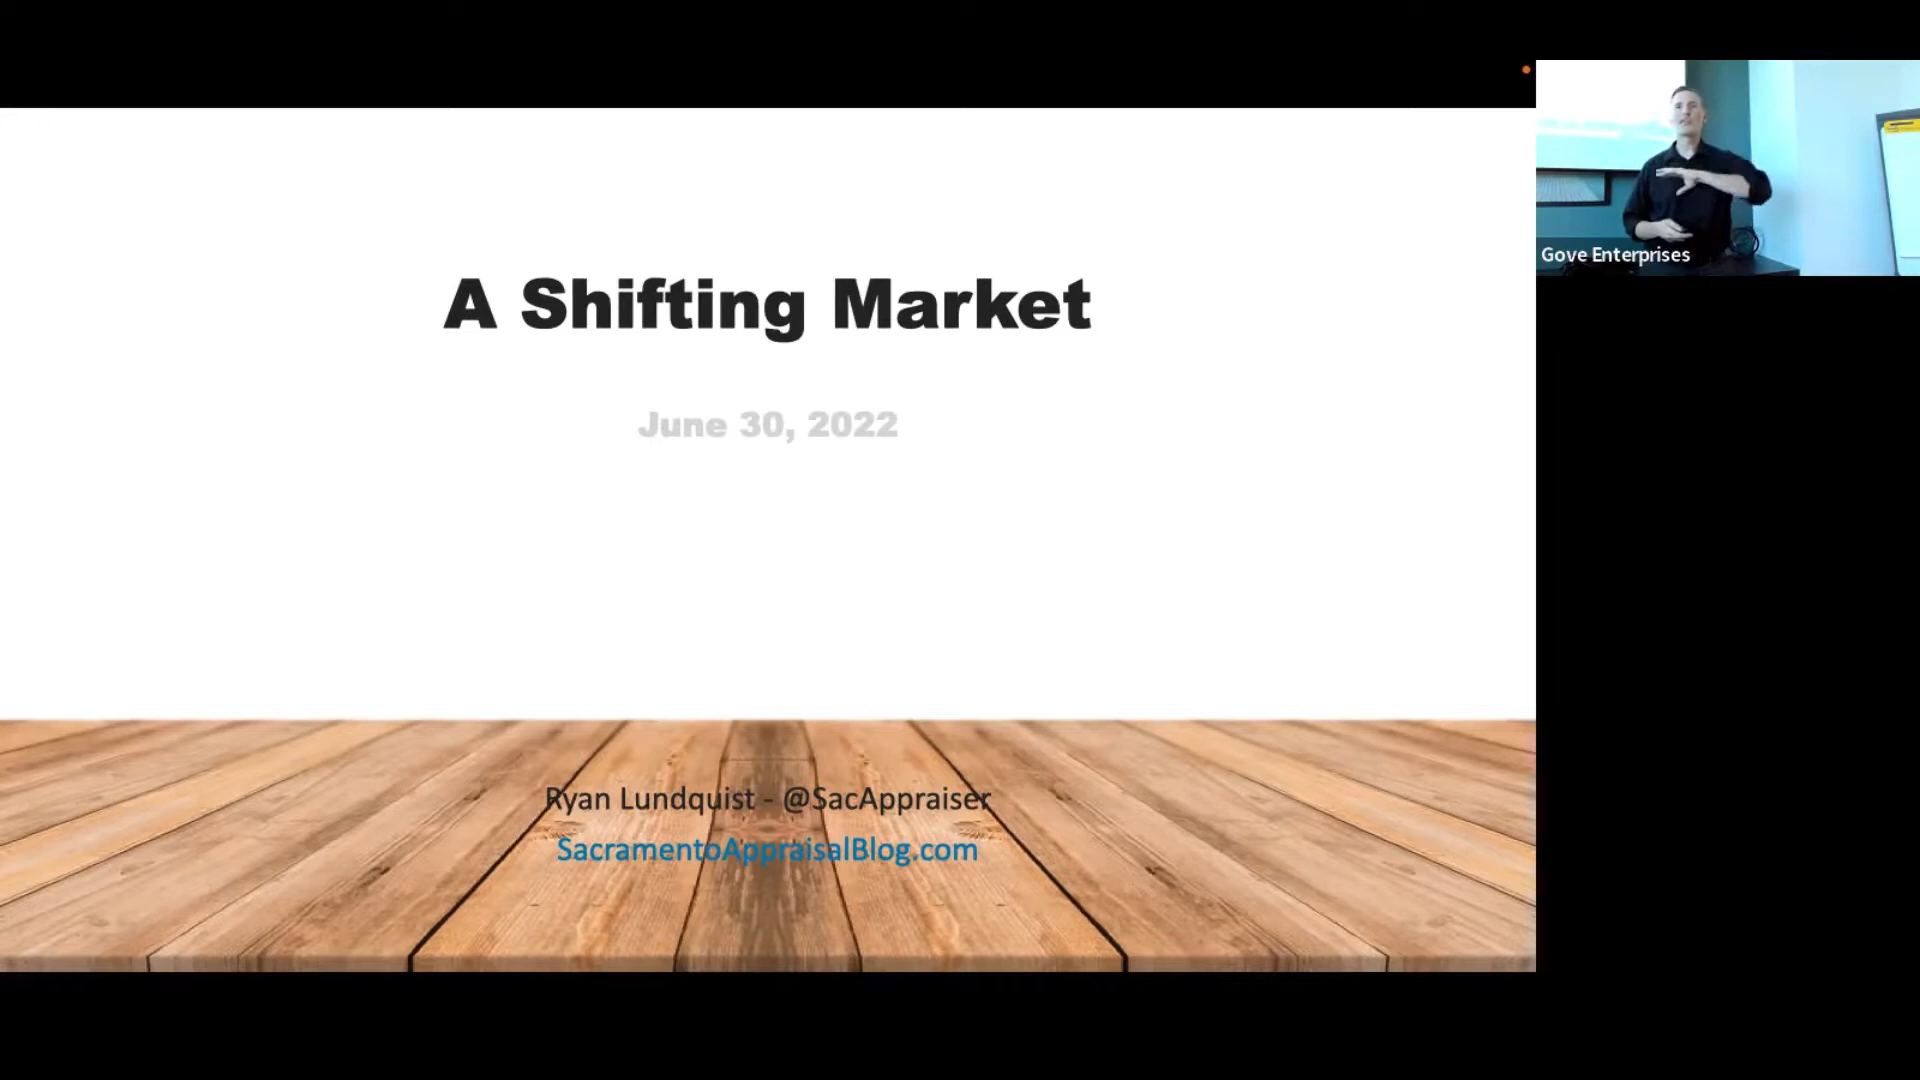 A Shifting Market
June 30, 2022
Ryan Lundquist - @SacAppraiser
SacramentoAppraisalBlog.com
Gove Enterprises